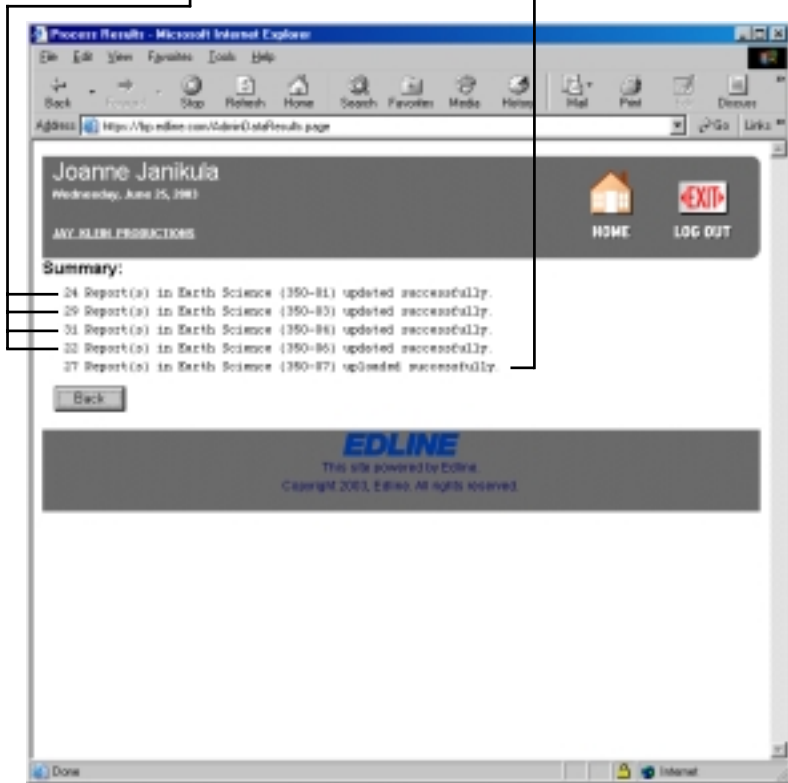 Process Results - Microsoft Internet Explorer
File Edit View Favorites Tools Help
Back Forward Stop Refresh Home Search Favorites Media History Mail Print Edit Discuss
Address https://hp.edline.com/AdminDataResults.page Go Links
Joanne Janikula
Wednesday, June 25, 2003
JAY KLEIN PRODUCTIONS
HOME LOG OUT
EXIT
Summary:
24 Report(s) in Earth Science (350-01) updated successfully.
29 Report(s) in Earth Science (350-03) updated successfully.
31 Report(s) in Earth Science (350-04) updated successfully.
22 Report(s) in Earth Science (350-06) updated successfully.
27 Report(s) in Earth Science (350-07) uploaded successfully.
Back
EDLINE
This site powered by Edline.
Copyright 2003, Edline. All rights reserved.
Done Internet